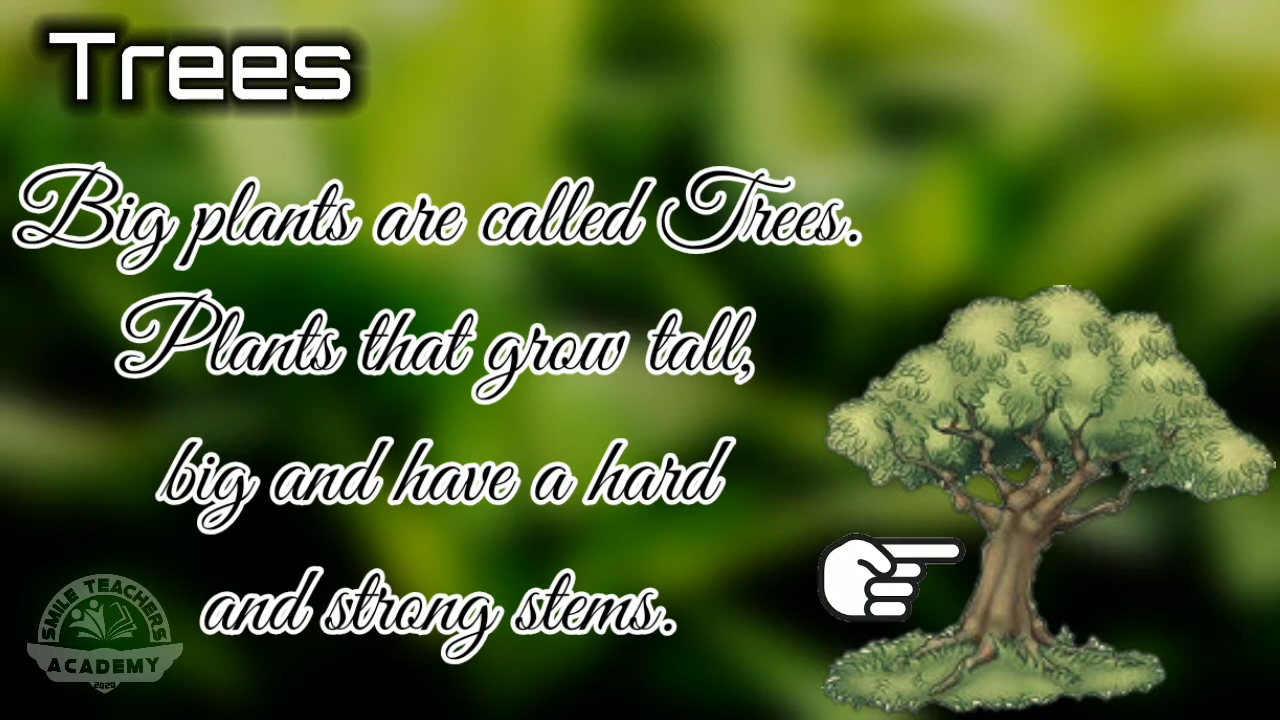 Trees
Big plants are called Trees.
Plants that grow tall,
big and have a hard
and strong stems.
SMILE TEACHERS
ACADEMY
2020